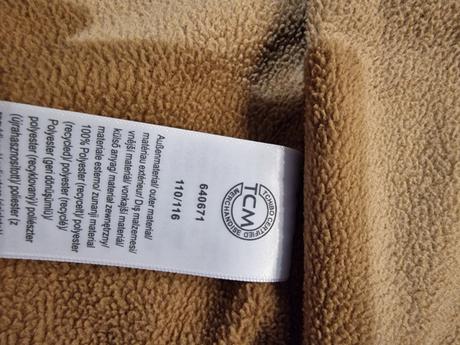 TCHIBO CERTIFIED
TCM
MERCHANDISE
640671
110/116
Außenmaterial/ outer material/
matériau extérieur/ Dış malzemesi/
vnější materiál/ vonkajší materiál/
külső anyag/ materiał zewnętrzny/
materiale esterno/ zunanji material
100% Polyester (recycelt)/ polyester
(recycled)/ polyester (recyclé)/
Polyester (geri dönüşümlü)/
polyester (recyklovaný)/ poliészter
(újrahasznosított)/ poliester (z